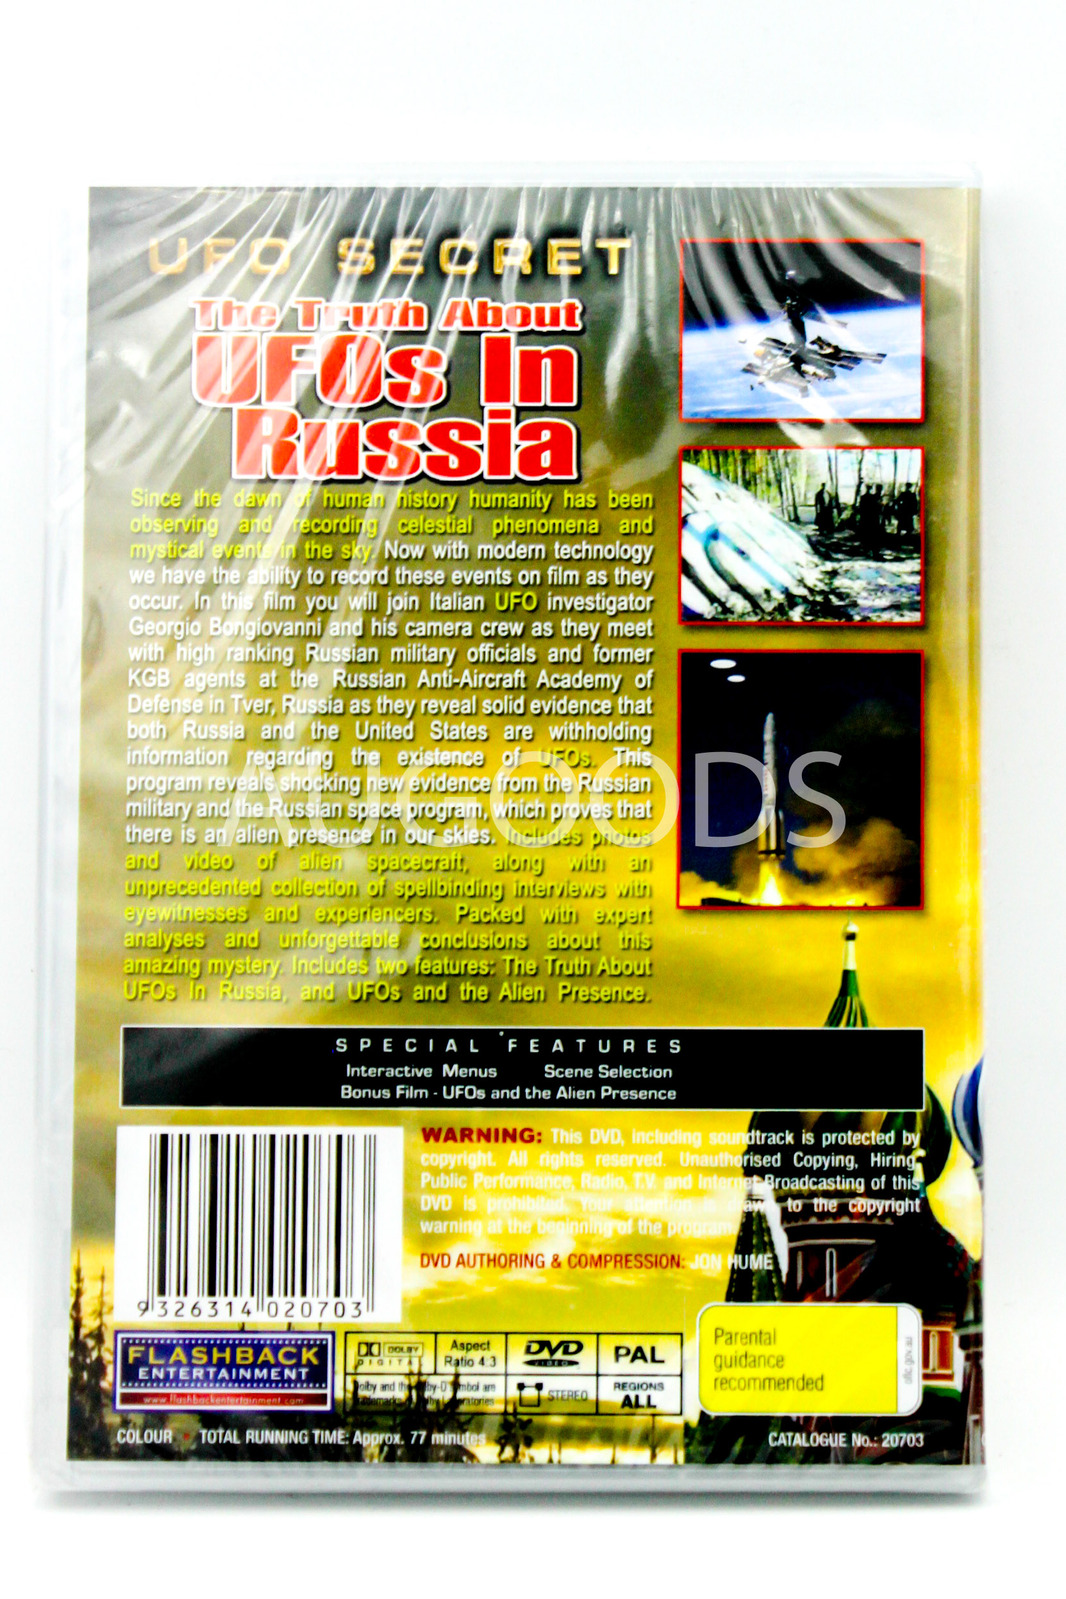 UFO SECRET
The Truth About
UFOs In
Russia
Since the dawn of human history humanity has been
observing and recording celestial phenomena and
mystical events in the sky. Now with modern technology
we have the ability to record these events on film as they
occur. In this film you will join Italian UFO investigator
Georgio Bongiovanni and his camera crew as they meet
with high ranking Russian military officials and former
KGB agents at the Russian Anti-Aircraft Academy of
Defense in Tver, Russia as they reveal solid evidence that
both Russia and the United States are withholding
information regarding the existence of UFOs. This
program reveals shocking new evidence from the Russian
military and the Russian space program, which proves that
there is an alien presence in our skies. Includes photos
and video of alien spacecraft, along with an
unprecedented collection of spellbinding interviews with
eyewitnesses and experiencers. Packed with expert
analyses and unforgettable conclusions about this
amazing mystery. Includes two features: The Truth About
UFOs In Russia, and UFOs and the Alien Presence.
AUGOODS
SPECIAL FEATURES
Interactive Menus Scene Selection
Bonus Film - UFOs and the Alien Presence
WARNING: This DVD, including soundtrack is protected by
copyright. All rights reserved. Unauthorised Copying, Hiring,
Public Performance, Radio, T.V. and Internet Broadcasting of this
DVD is prohibited. Your attention is drawn to the copyright
warning at the beginning of the program.
DVD AUTHORING & COMPRESSION: JON HUME
9 326314 020703
FLASHBACK
ENTERTAINMENT
www.flashbackentertainment.com
DOLBY
DIGITAL
Aspect
Ratio 4:3
DVD
VIDEO
PAL
Dolby and the symbol are
STEREO
REGIONS
ALL
Parental
guidance
recommended
COLOUR TOTAL RUNNING TIME: Approx. 77 minutes
CATALOGUE No.: 20703